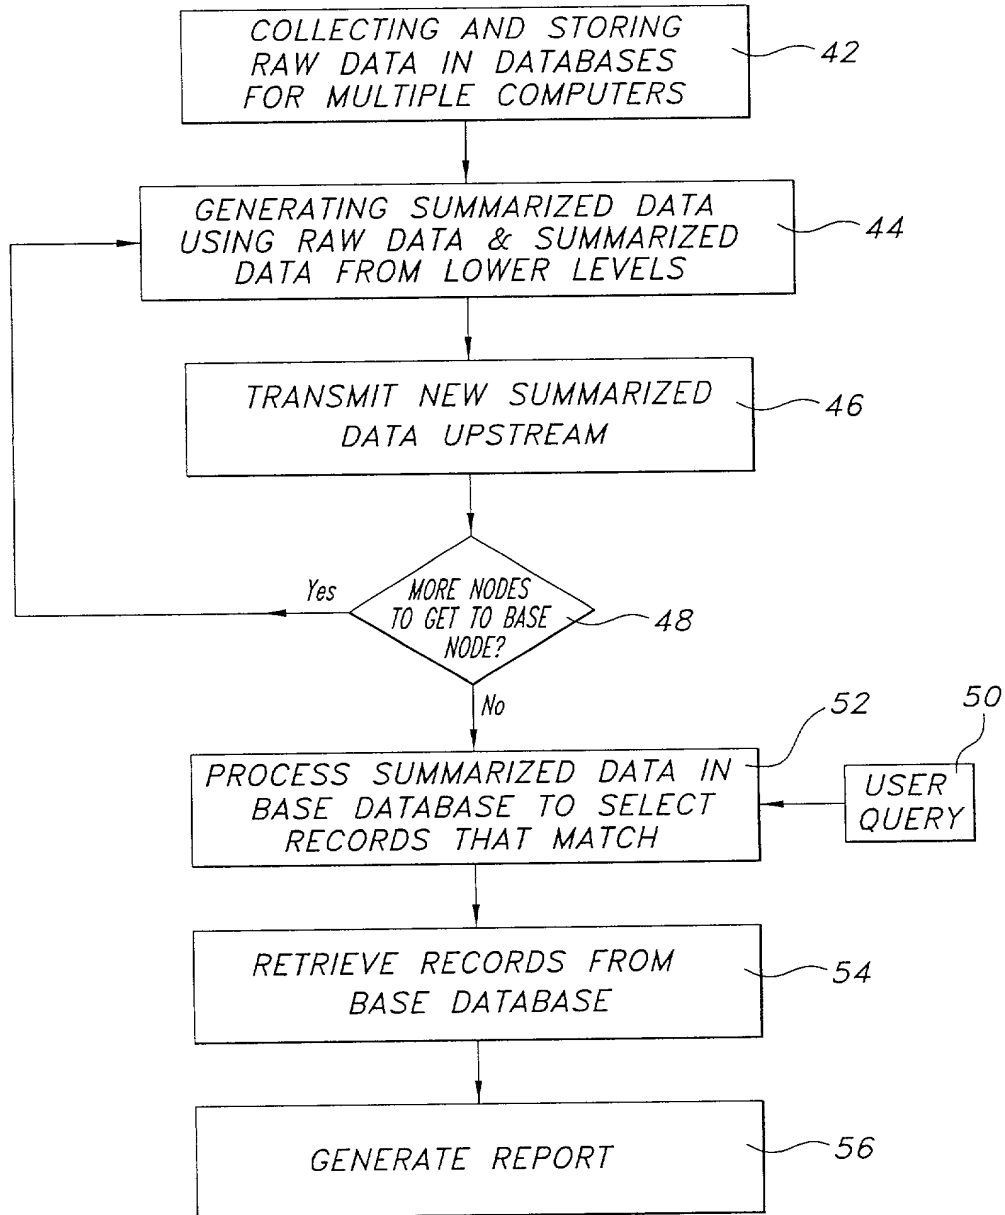 COLLECTING AND STORING
RAW DATA IN DATABASES
FOR MULTIPLE COMPUTERS
42
GENERATING SUMMARIZED DATA
USING RAW DATA & SUMMARIZED
DATA FROM LOWER LEVELS
44
TRANSMIT NEW SUMMARIZED
DATA UPSTREAM
46
Yes
MORE NODES
TO GET TO BASE
NODE?
48
No
52
50
PROCESS SUMMARIZED DATA IN
BASE DATABASE TO SELECT
RECORDS THAT MATCH
USER
QUERY
RETRIEVE RECORDS FROM
BASE DATABASE
54
GENERATE REPORT
56